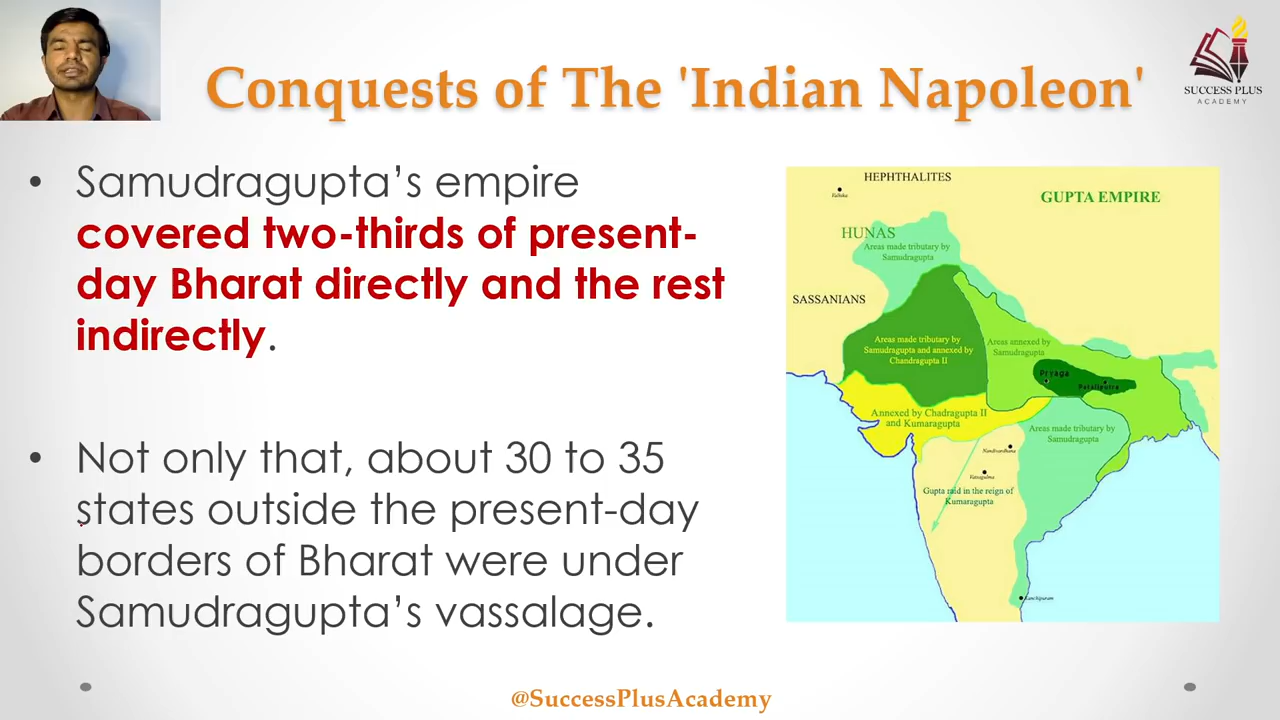 Conquests of The 'Indian Napoleon'
SUCCESS PLUS
ACADEMY
• Samudragupta’s empire
covered two-thirds of present-
day Bharat directly and the rest
indirectly.
• Not only that, about 30 to 35
states outside the present-day
borders of Bharat were under
Samudragupta’s vassalage.
HEPHTHALITES
GUPTA EMPIRE
HUNAS
Areas made tributary by
Samudragupta
SASSANIANS
Areas made tributary by
Samudragupta and annexed by
Chandragupta II
Areas annexed by
Samudragupta
Pryaga
Annexed by Chadragupta II
and Kumaragupta
Areas made tributary by
Samudragupta
Nandivardhana
Gupta raid in the reign of
Kumaragupta
Kanchipuram
@SuccessPlusAcademy